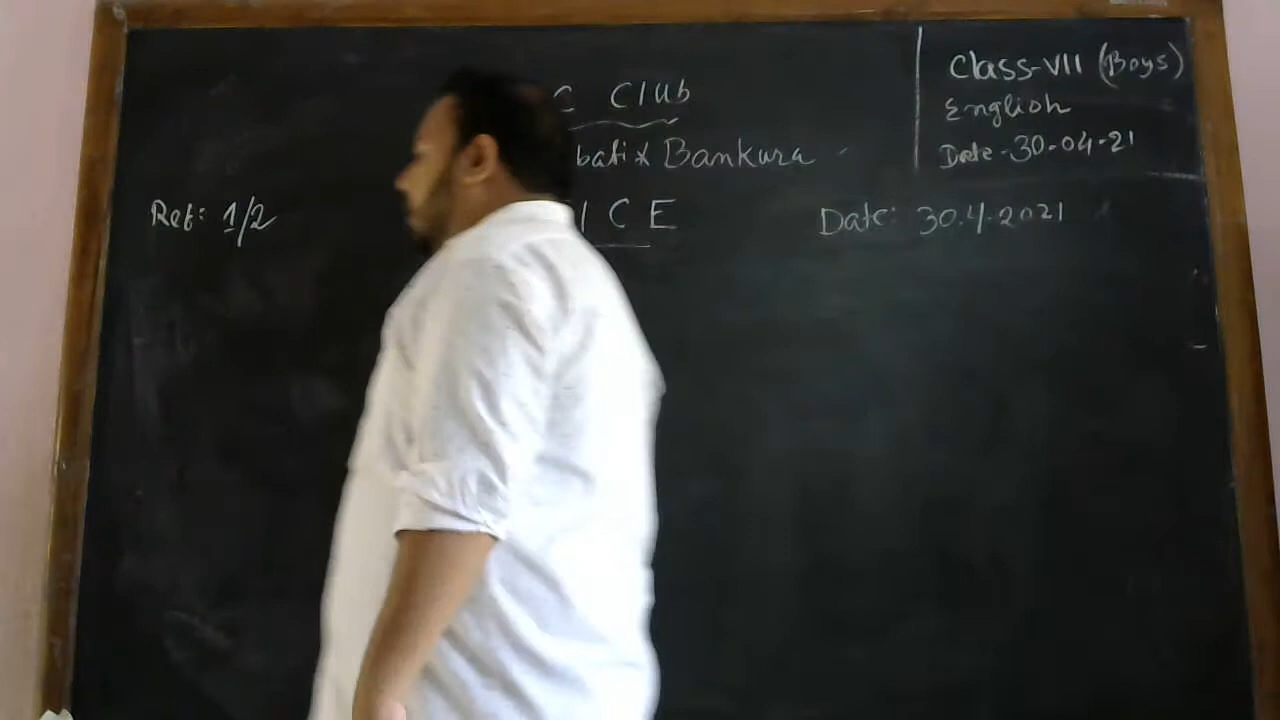 C Club
bati * Bankura
ICE
Ref: 1/2
Date: 30.4.2021
Class-VII (Boys)
English
Date-30-04-21